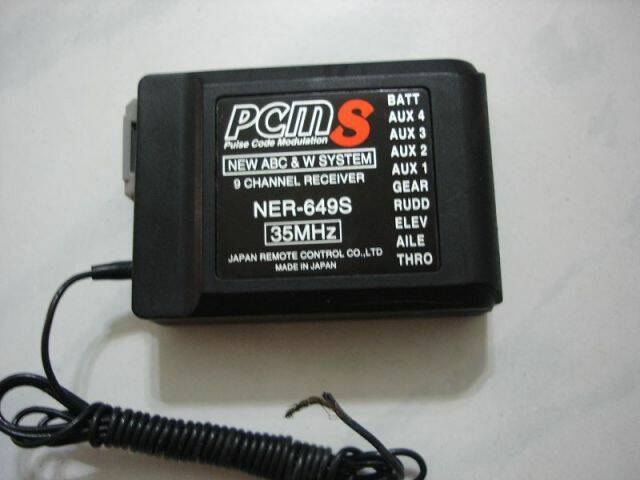 PCM S
Pulse Code Modulation
NEW ABC & W SYSTEM
9 CHANNEL RECEIVER
NER-649S
35MHz
JAPAN REMOTE CONTROL CO.,LTD
MADE IN JAPAN
BATT
AUX 4
AUX 3
AUX 2
AUX 1
GEAR
RUDD
ELEV
AILE
THRO